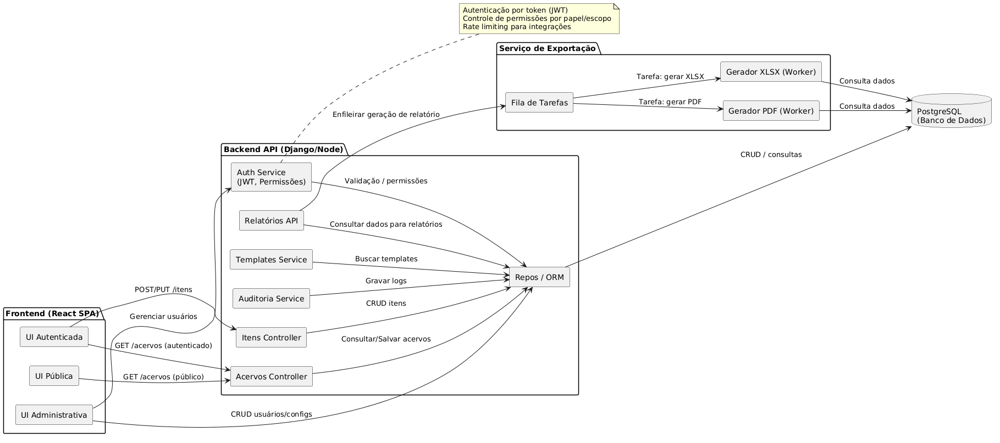 Autenticação por token (JWT)
Controle de permissões por papel/escopo
Rate limiting para integrações
Serviço de Exportação
Gerador XLSX (Worker)
Tarefa: gerar XLSX
Consulta dados
Fila de Tarefas
Tarefa: gerar PDF
Gerador PDF (Worker)
Consulta dados
PostgreSQL
(Banco de Dados)
Enfileirar geração de relatório
Backend API (Django/Node)
CRUD / consultas
Auth Service
(JWT, Permissões)
Validação / permissões
Relatórios API
Consultar dados para relatórios
Templates Service
Buscar templates
Repos / ORM
Auditoria Service
Gravar logs
CRUD itens
Itens Controller
Consultar/Salvar acervos
Acervos Controller
POST/PUT /itens
Frontend (React SPA)
Gerenciar usuários
UI Autenticada
GET /acervos (autenticado)
UI Pública
GET /acervos (público)
UI Administrativa
CRUD usuários/configs